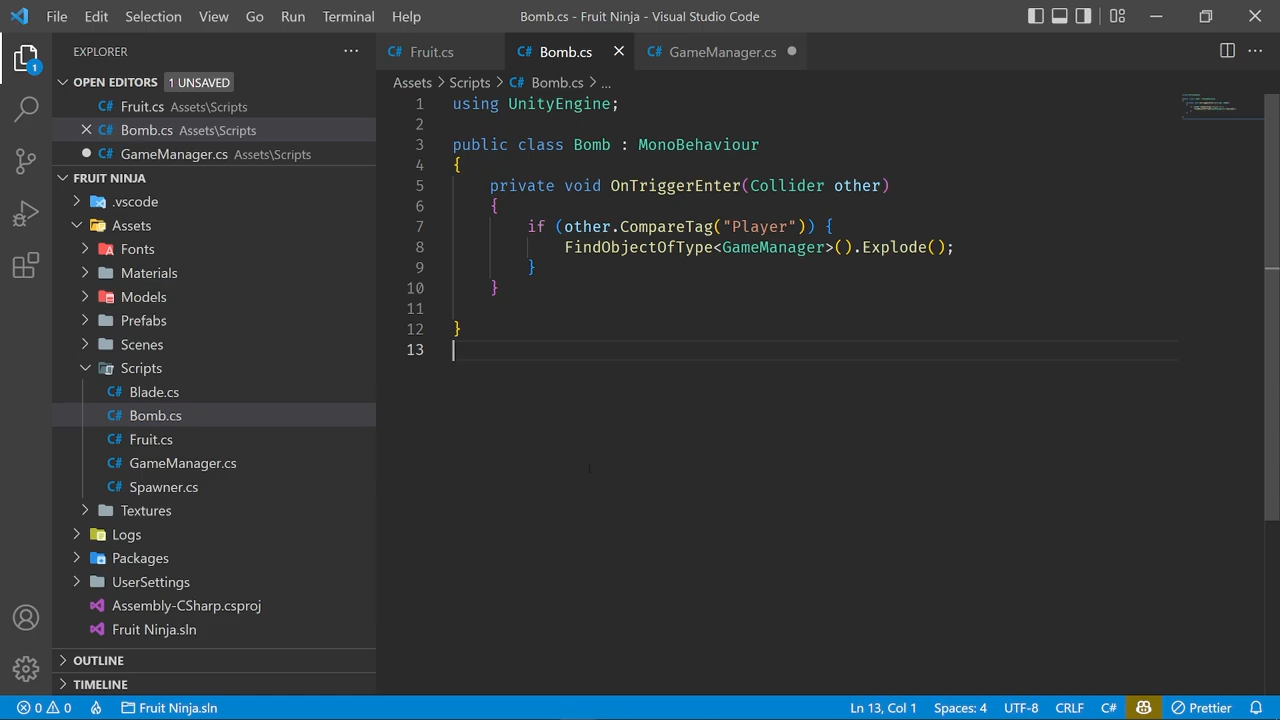 File Edit Selection View Go Run Terminal Help
Bomb.cs - Fruit Ninja - Visual Studio Code
EXPLORER
OPEN EDITORS 1 UNSAVED
C# Fruit.cs Assets\Scripts
C# Bomb.cs Assets\Scripts
C# GameManager.cs Assets\Scripts
FRUIT NINJA
.vscode
Assets
Fonts
Materials
Models
Prefabs
Scenes
Scripts
C# Blade.cs
C# Bomb.cs
C# Fruit.cs
C# GameManager.cs
C# Spawner.cs
Textures
Logs
Packages
UserSettings
Assembly-CSharp.csproj
Fruit Ninja.sln
OUTLINE
TIMELINE
1
C# Fruit.cs C# Bomb.cs C# GameManager.cs
Assets > Scripts > C# Bomb.cs > ...
1 using UnityEngine;
2
3 public class Bomb : MonoBehaviour
4 {
5 private void OnTriggerEnter(Collider other)
6 {
7 if (other.CompareTag("Player")) {
8 FindObjectOfType<GameManager>().Explode();
9 }
10 }
11
12 }
13
0 0 Fruit Ninja.sln Ln 13, Col 1 Spaces: 4 UTF-8 CRLF C# Prettier